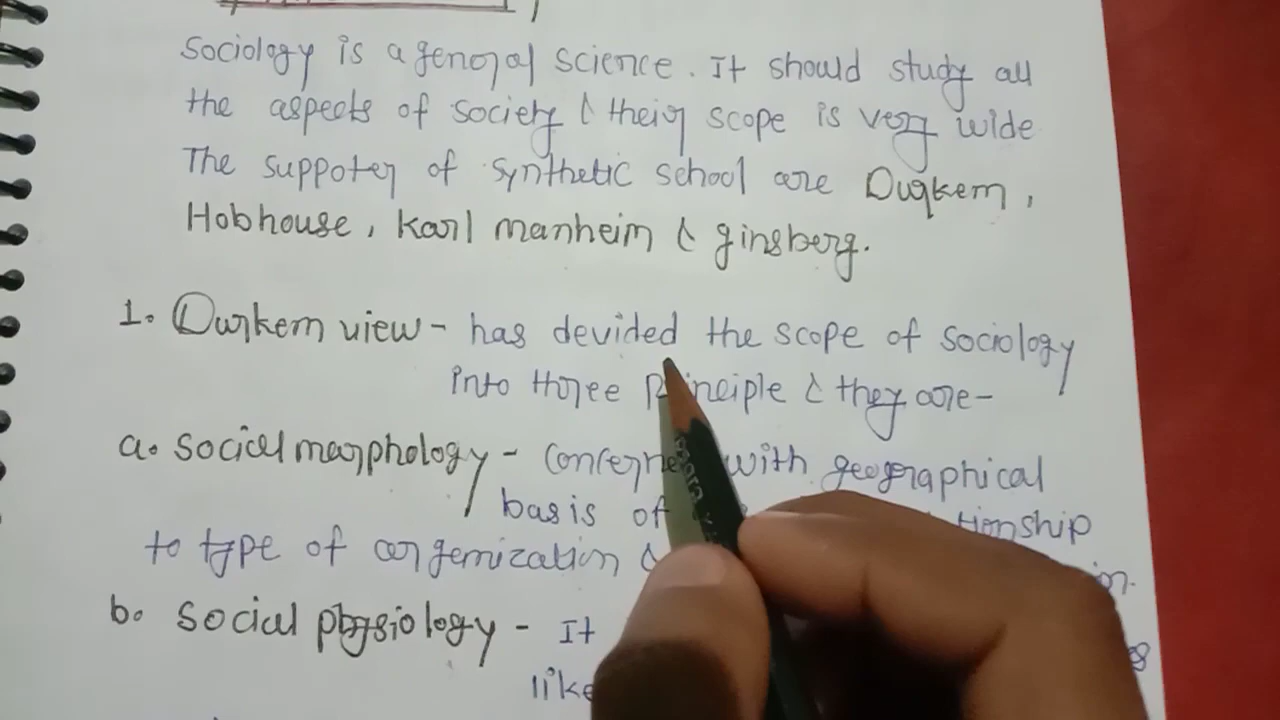 Sociology is a general science. It should study all
the aspects of society & their scope is very wide
The suppoter of synthetic school are Durkem,
Hobhouse, Karl manheim & ginsberg.
1. Durkem view - has devided the scope of sociology
into three principle & they are -
a. Social morphology - Concerned with geographical
basis of
to type of organization &
b. Social physiology - It
like